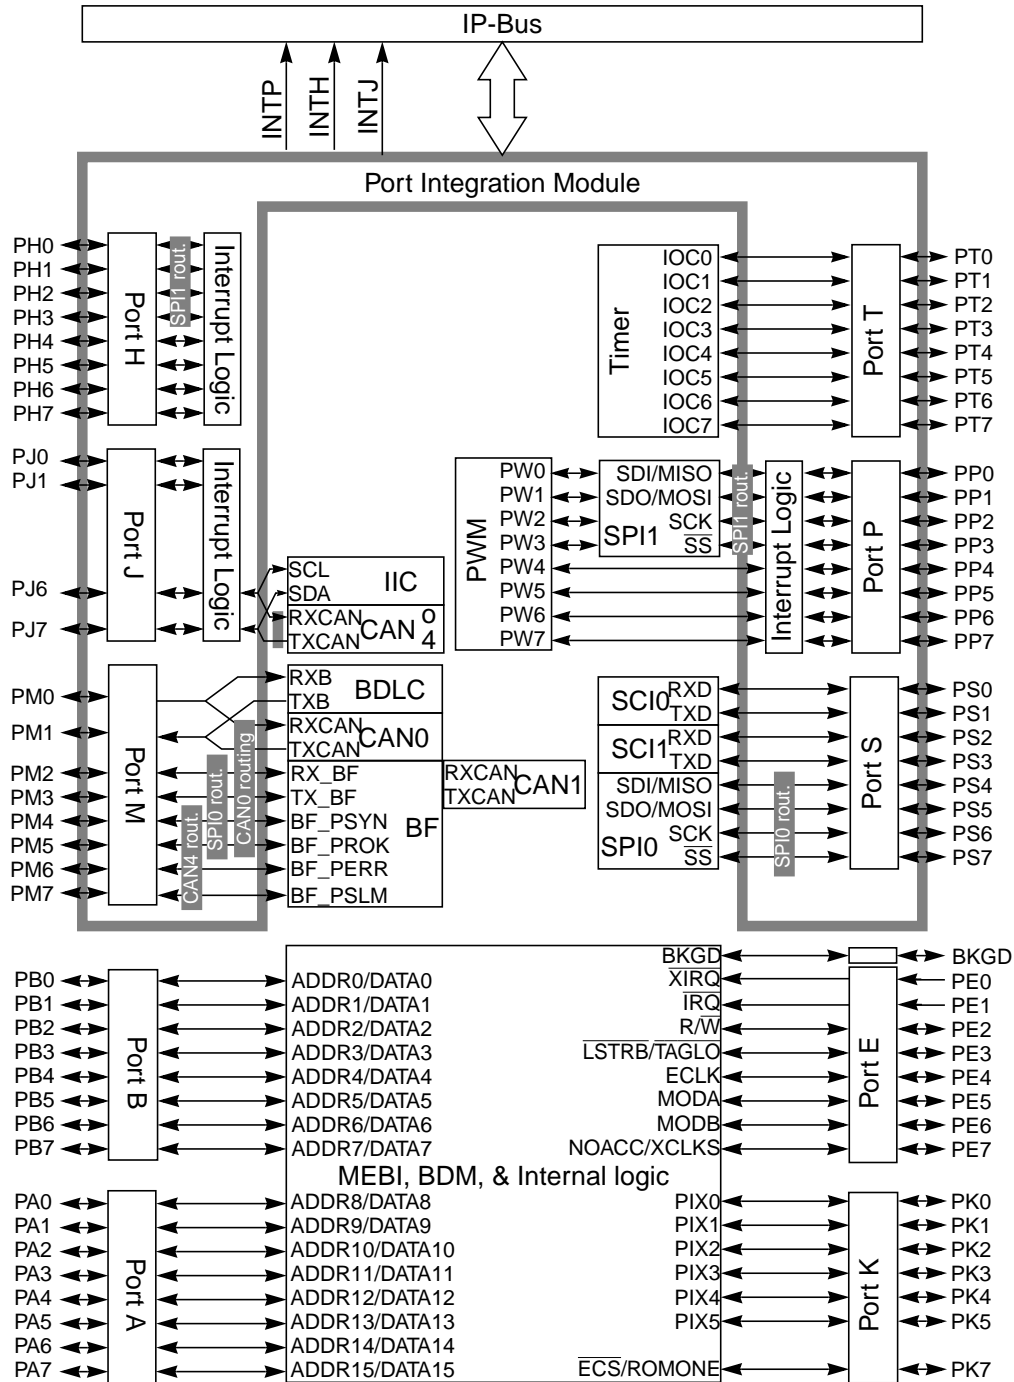 IP-Bus
INTP
INTH
INTJ
Port Integration Module
PH0
PH1
PH2
PH3
PH4
PH5
PH6
PH7
Port H
SPI1 rout.
Interrupt Logic
Timer
IOC0
IOC1
IOC2
IOC3
IOC4
IOC5
IOC6
IOC7
Port T
PT0
PT1
PT2
PT3
PT4
PT5
PT6
PT7
PJ0
PJ1
PJ6
PJ7
Port J
Interrupt Logic
SCL
SDA
IIC
RXCAN
TXCAN
CAN 0
4
PWM
PW0
PW1
PW2
PW3
PW4
PW5
PW6
PW7
SDI/MISO
SDO/MOSI
SCK
SS
SPI1
SPI1 rout.
Interrupt Logic
Port P
PP0
PP1
PP2
PP3
PP4
PP5
PP6
PP7
PM0
PM1
PM2
PM3
PM4
PM5
PM6
PM7
Port M
CAN4 rout.
SPI0 rout.
CAN0 routing
RXB
TXB
BDLC
RXCAN
TXCAN
CAN0
RX_BF
TX_BF
BF_PSYN
BF_PROK
BF_PERR
BF_PSLM
BF
RXCAN
TXCAN
CAN1
SCI0
RXD
TXD
SCI1
RXD
TXD
SDI/MISO
SDO/MOSI
SCK
SS
SPI0
SPI0 rout.
Port S
PS0
PS1
PS2
PS3
PS4
PS5
PS6
PS7
PB0
PB1
PB2
PB3
PB4
PB5
PB6
PB7
Port B
ADDR0/DATA0
ADDR1/DATA1
ADDR2/DATA2
ADDR3/DATA3
ADDR4/DATA4
ADDR5/DATA5
ADDR6/DATA6
ADDR7/DATA7
BKGD
XIRQ
IRQ
R/W
LSTRB/TAGLO
ECLK
MODA
MODB
NOACC/XCLKS
Port E
BKGD
PE0
PE1
PE2
PE3
PE4
PE5
PE6
PE7
MEBI, BDM, & Internal logic
PA0
PA1
PA2
PA3
PA4
PA5
PA6
PA7
Port A
ADDR8/DATA8
ADDR9/DATA9
ADDR10/DATA10
ADDR11/DATA11
ADDR12/DATA12
ADDR13/DATA13
ADDR14/DATA14
ADDR15/DATA15
PIX0
PIX1
PIX2
PIX3
PIX4
PIX5
ECS/ROMONE
Port K
PK0
PK1
PK2
PK3
PK4
PK5
PK7